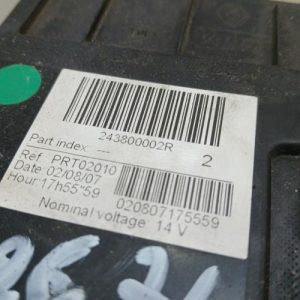 243800002R
Part index: ---- 2
Ref PRT02010
Date 02/08/07
Hour 17h55"59
020807175559
Nominal voltage 14 V